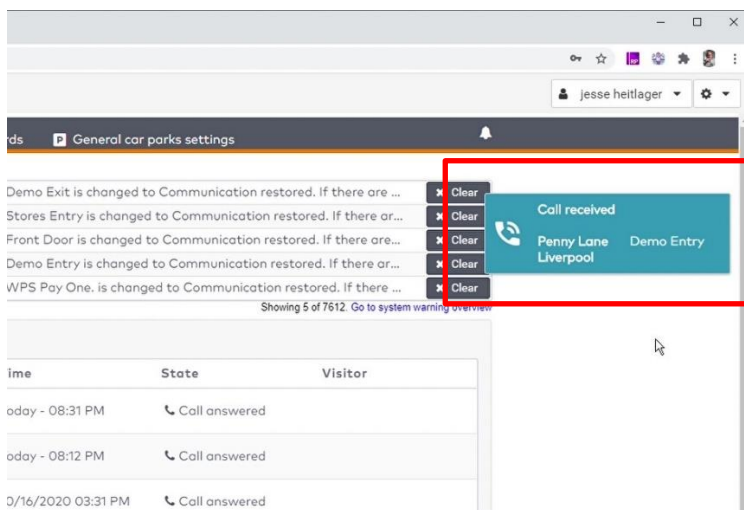 jesse heitlager
rds P General car parks settings
Demo Exit is changed to Communication restored. If there are ... Clear
Stores Entry is changed to Communication restored. If there ar... Clear
Front Door is changed to Communication restored. If there are... Clear
Demo Entry is changed to Communication restored. If there ar... Clear
WPS Pay One. is changed to Communication restored. If there ... Clear
Call received
Penny Lane Demo Entry
Liverpool
Showing 5 of 7612. Go to system warning overview
ime State Visitor
oday - 08:31 PM Call answered
oday - 08:12 PM Call answered
0/16/2020 03:31 PM Call answered